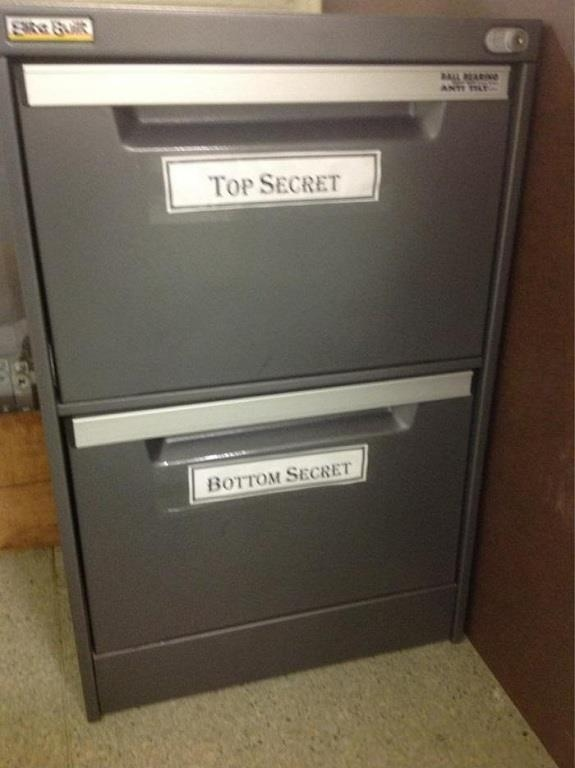 Elite Built
BALL BEARING
ANTI TILT
TOP SECRET
BOTTOM SECRET